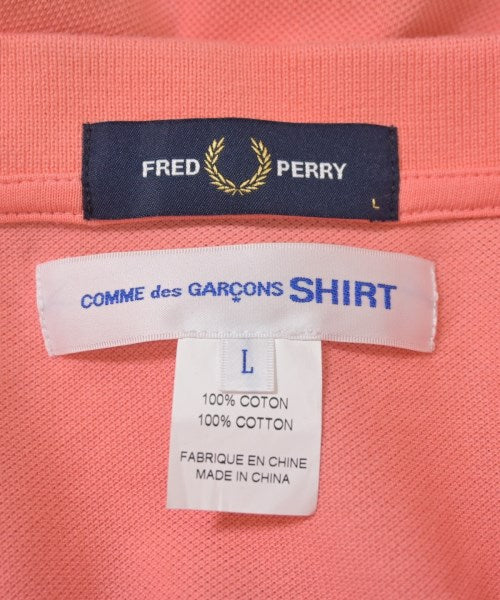 FRED PERRY
L
COMME des GARÇONS SHIRT
L
100% COTON
100% COTTON
FABRIQUE EN CHINE
MADE IN CHINA